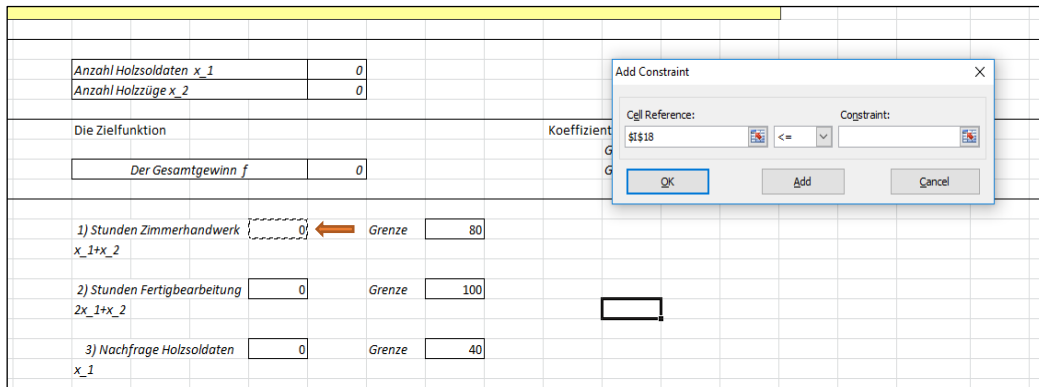 Anzahl Holzsoldaten x_1 0
Anzahl Holzzüge x_2 0
Add Constraint
Cell Reference: Constraint:
$I$18 <=
OK Add Cancel
Die Zielfunktion Koeffizient
G
Der Gesamtgewinn f 0 G
1) Stunden Zimmerhandwerk 0 Grenze 80
x_1+x_2
2) Stunden Fertigbearbeitung 0 Grenze 100
2x_1+x_2
3) Nachfrage Holzsoldaten 0 Grenze 40
x_1